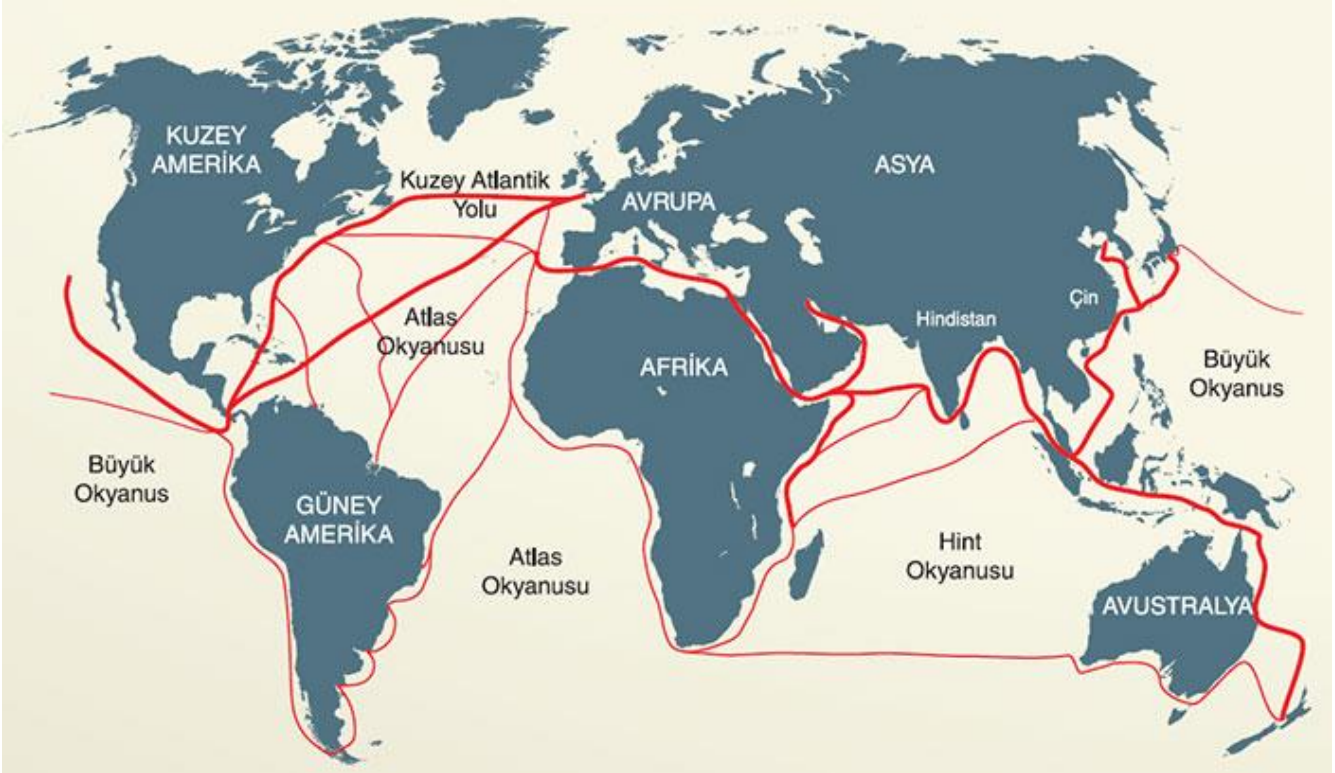 KUZEY
AMERİKA
Kuzey Atlantik
Yolu
AVRUPA
ASYA
Atlas
Okyanusu
AFRİKA
Hindistan
Çin
Büyük
Okyanus
Büyük
Okyanus
GÜNEY
AMERİKA
Atlas
Okyanusu
Hint
Okyanusu
AVUSTRALYA